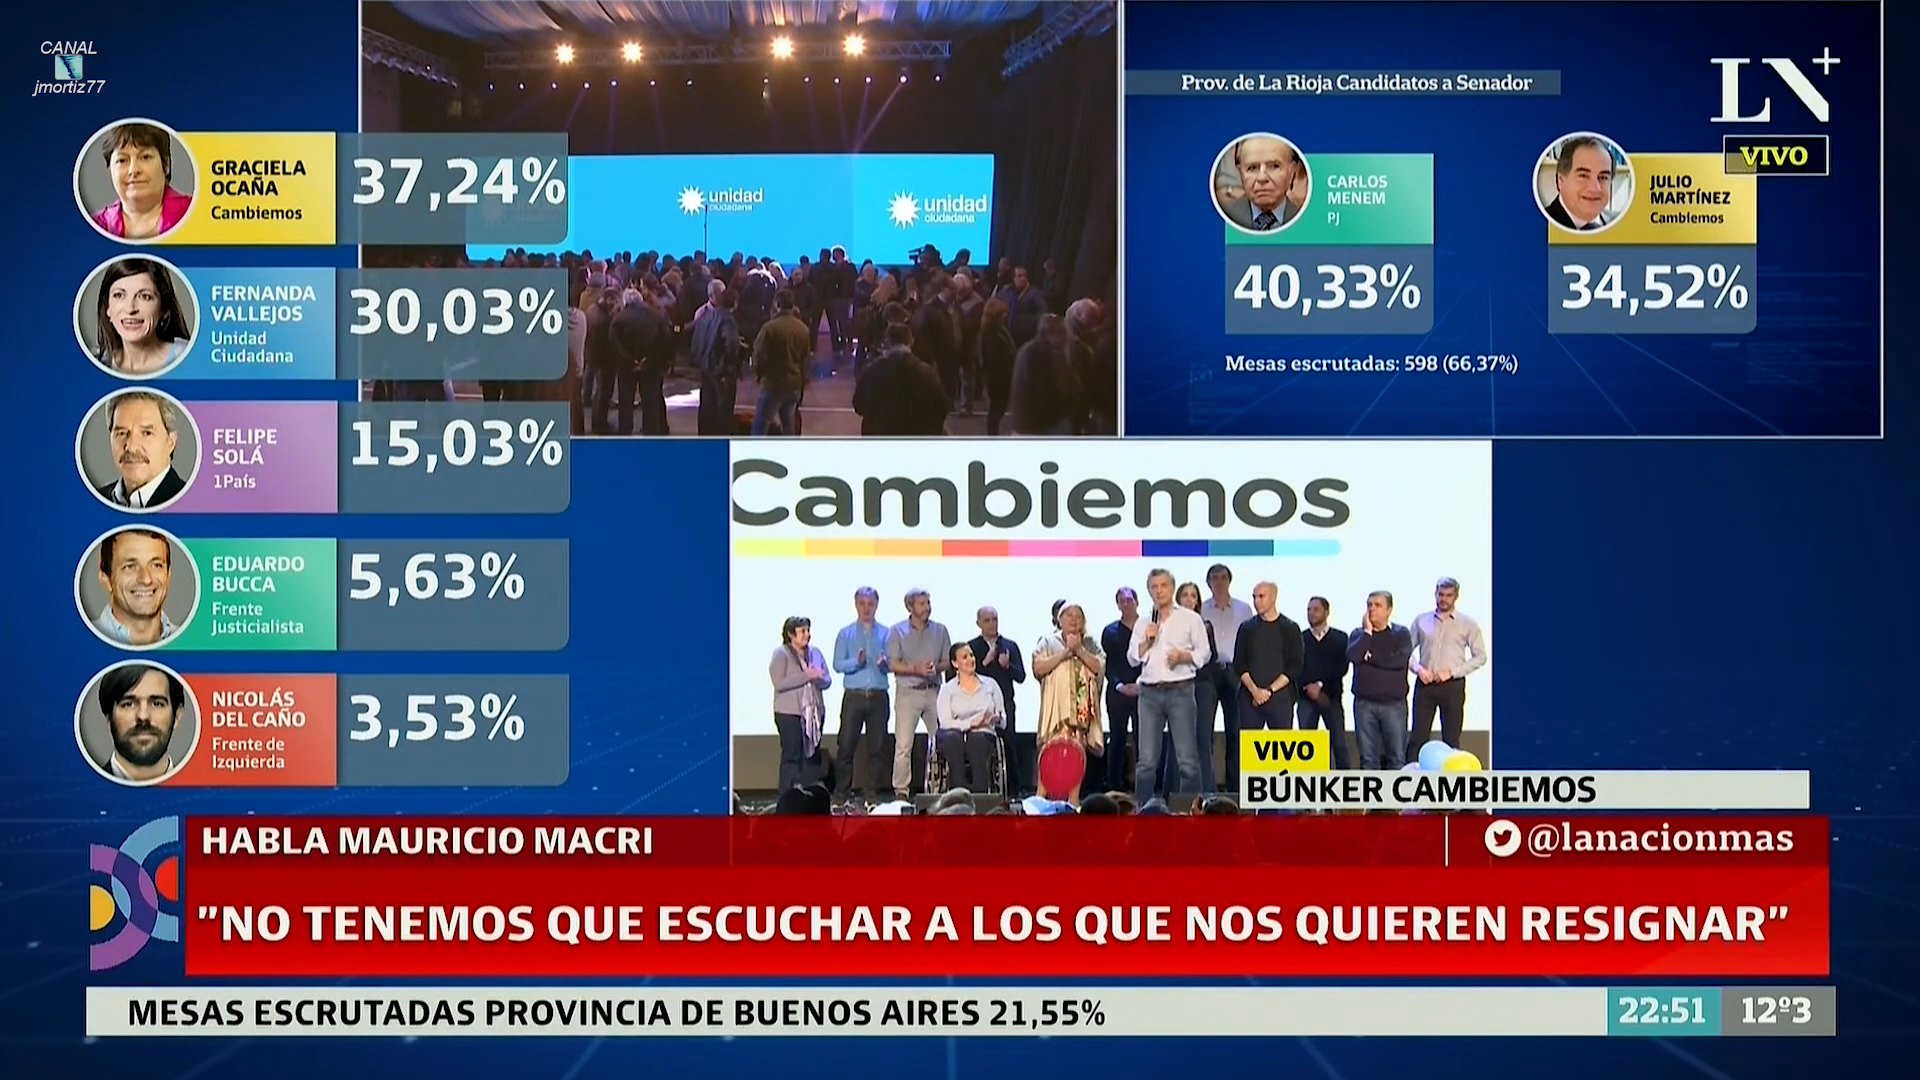 CANAL
jmortiz77
GRACIELA
OCAÑA
Cambiemos
37,24%
FERNANDA
VALLEJOS
Unidad
Ciudadana
30,03%
FELIPE
SOLÁ
1País
15,03%
EDUARDO
BUCCA
Frente
Justicialista
5,63%
NICOLÁS
DEL CAÑO
Frente de
Izquierda
3,53%
unidad
ciudadana
unidad
ciudadana
Prov. de La Rioja Candidatos a Senador
LN+
VIVO
CARLOS
MENEM
PJ
40,33%
JULIO
MARTÍNEZ
Cambiemos
34,52%
Mesas escrutadas: 598 (66,37%)
Cambiemos
VIVO
BÚNKER CAMBIEMOS
HABLA MAURICIO MACRI
@lanacionmas
"NO TENEMOS QUE ESCUCHAR A LOS QUE NOS QUIEREN RESIGNAR"
MESAS ESCRUTADAS PROVINCIA DE BUENOS AIRES 21,55%
22:51
12º3